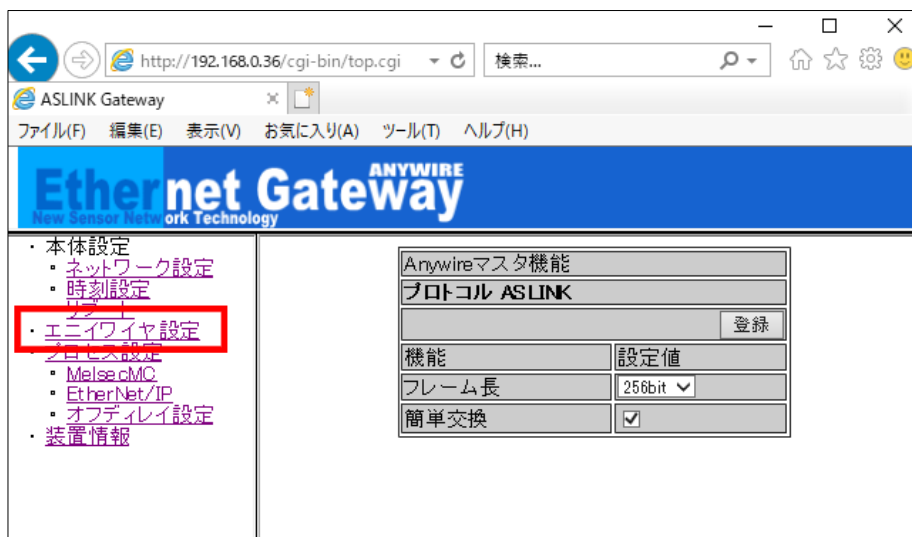 http://192.168.0.36/cgi-bin/top.cgi
検索...
ASLINK Gateway
ファイル(F) 編集(E) 表示(V) お気に入り(A) ツール(T) ヘルプ(H)
Ethernet Gateway
ANYWIRE
New Sensor Network Technology
・本体設定
・ネットワーク設定
・時刻設定
リブート
・エニイワイヤ設定
・プロセス設定
・MelsecMC
・EtherNet/IP
・オフディレイ設定
・装置情報
Anywireマスタ機能
プロトコル ASLINK
登録
機能 設定値
フレーム長 256bit
簡単交換